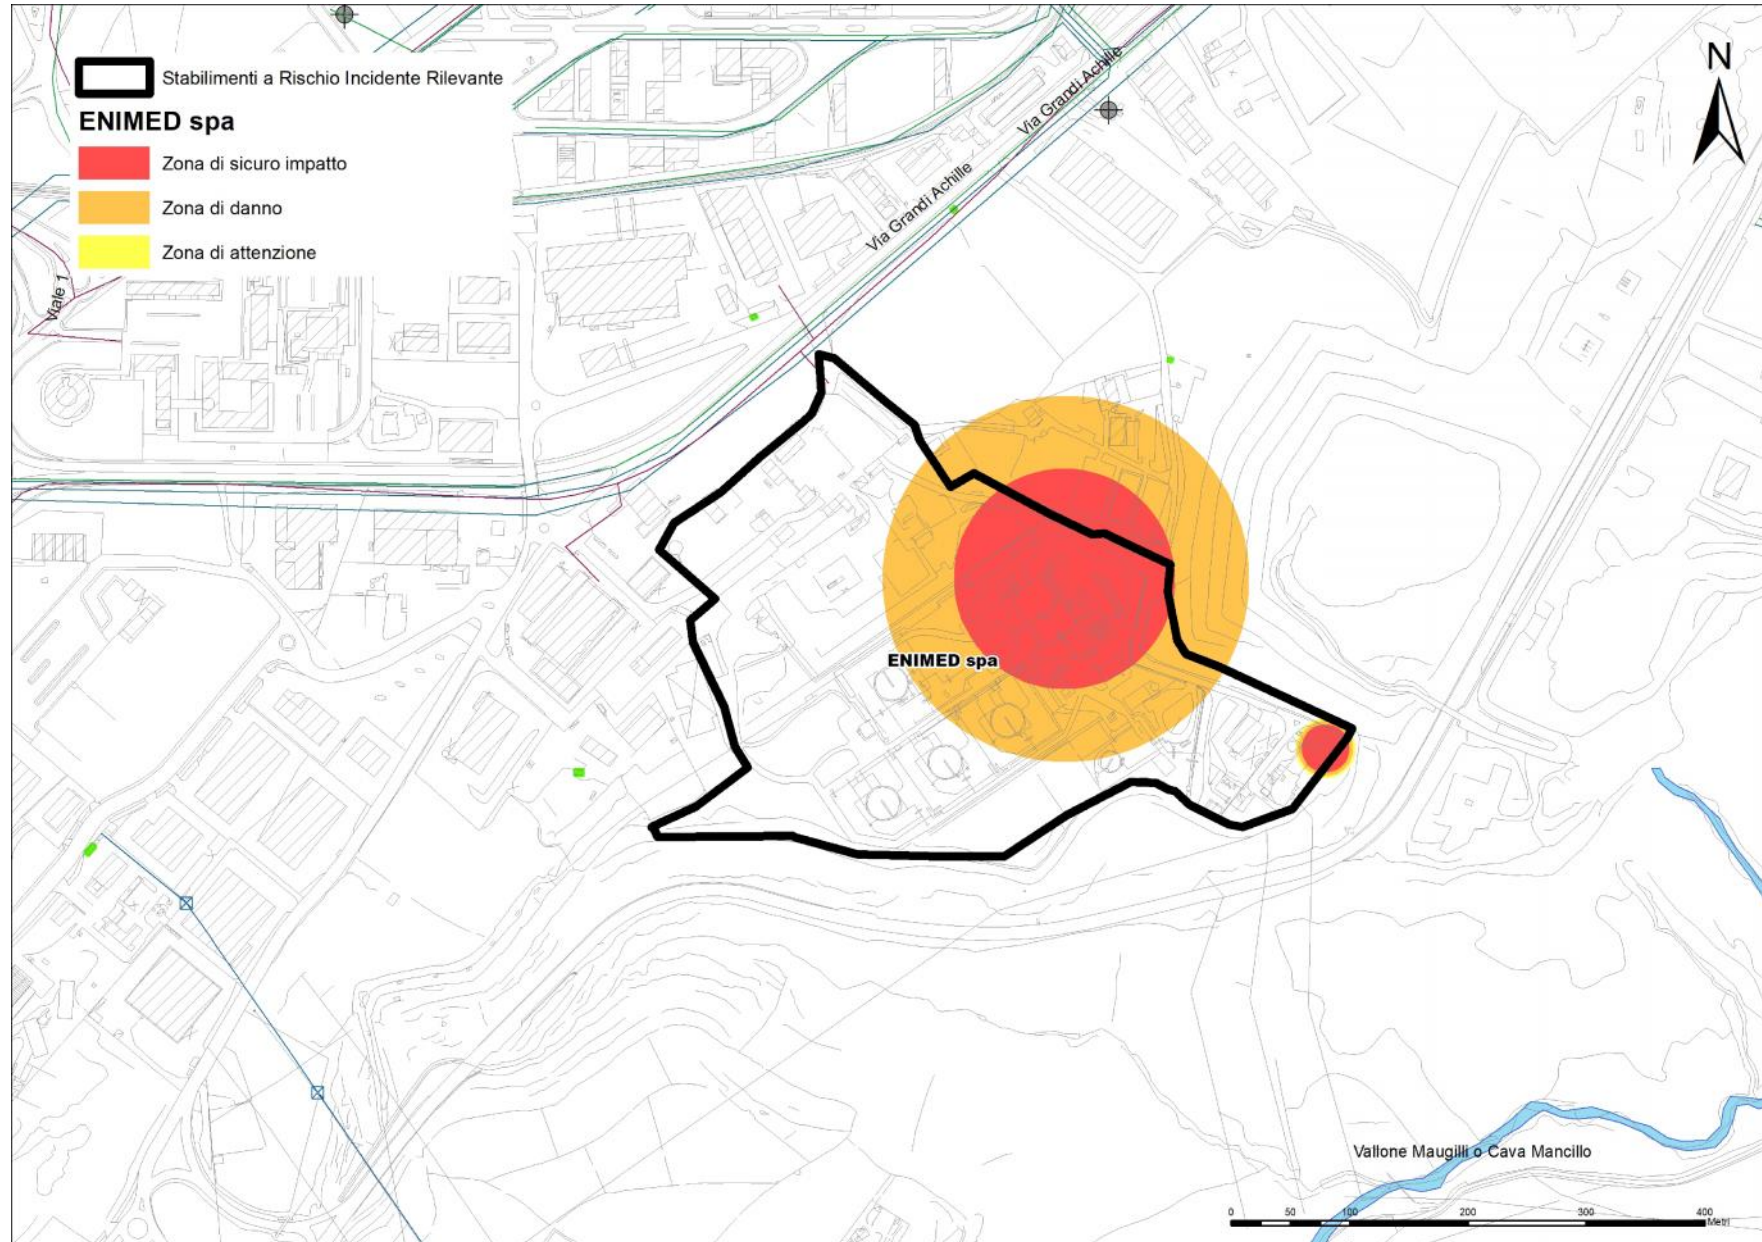 N
Stabilimenti a Rischio Incidente Rilevante
ENIMED spa
Zona di sicuro impatto
Zona di danno
Zona di attenzione
Via Grandi Achille
Via Grandi Achille
Viale 1
ENIMED spa
Vallone Maugilli o Cava Mancillo
0 50 100 200 300 400
Metri